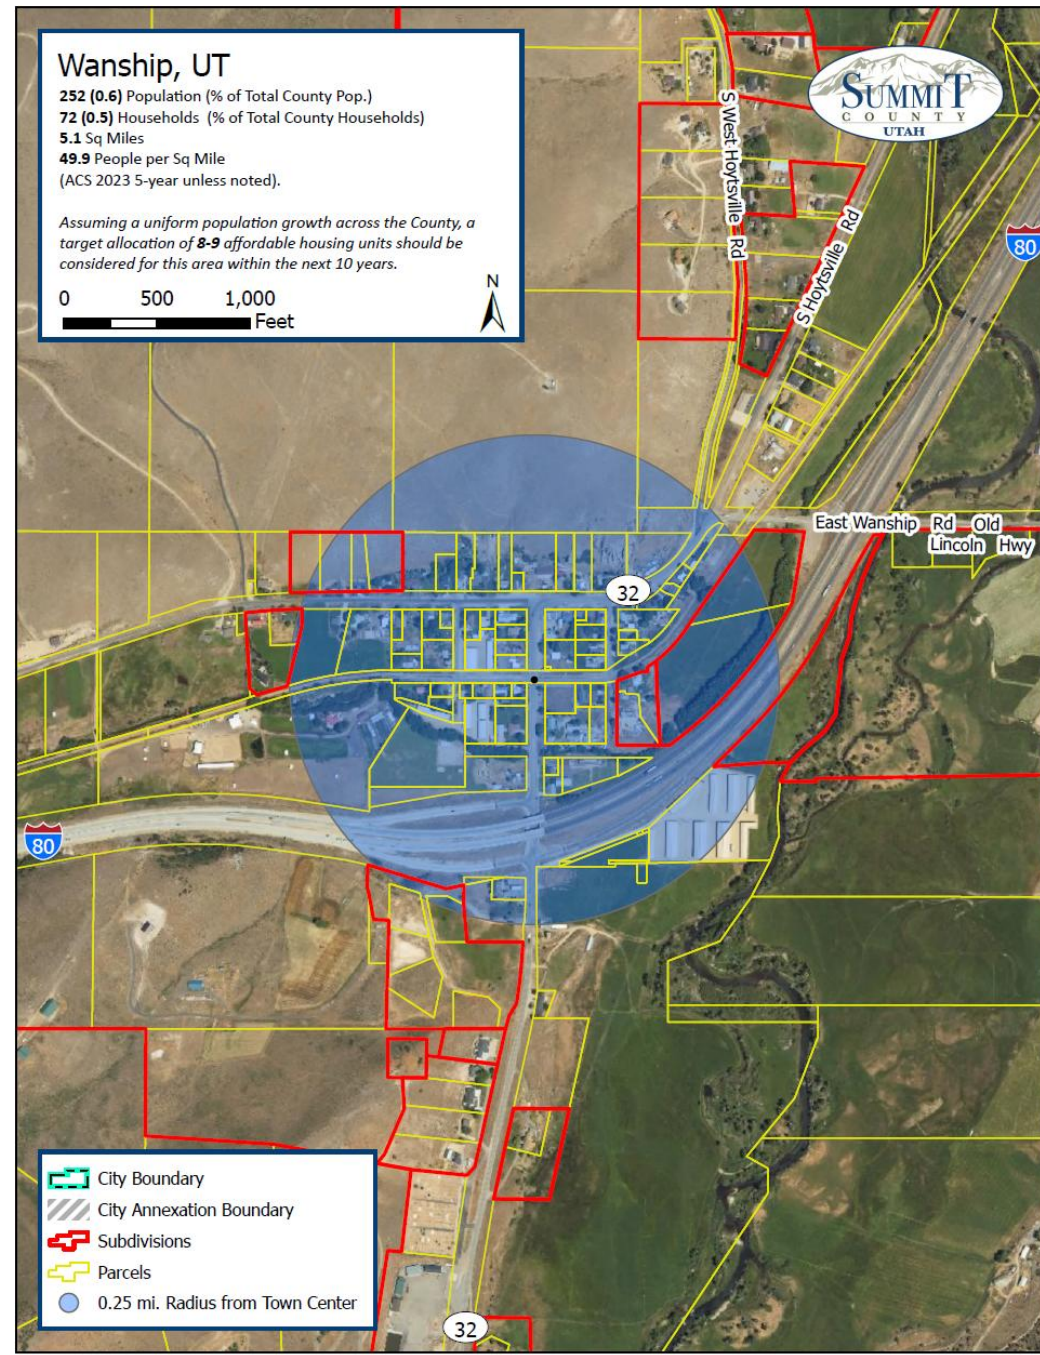 Wanship, UT
252 (0.6) Population (% of Total County Pop.)
72 (0.5) Households (% of Total County Households)
5.1 Sq Miles
49.9 People per Sq Mile
(ACS 2023 5-year unless noted).
Assuming a uniform population growth across the County, a
target allocation of 8-9 affordable housing units should be
considered for this area within the next 10 years.
N
0 500 1,000
Feet
SUMMIT
COUNTY
UTAH
S West Hoytsville Rd
S Hoytsville Rd
80
East Wanship Rd Old
Lincoln Hwy
32
80
City Boundary
City Annexation Boundary
Subdivisions
Parcels
0.25 mi. Radius from Town Center
32